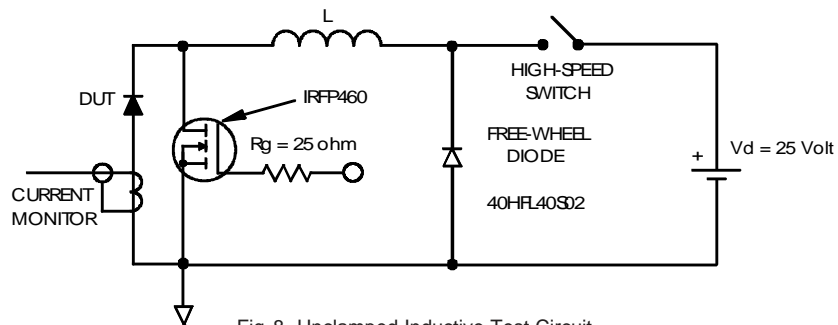 L
HIGH-SPEED
SWITCH
DUT
IRFP460
Rg = 25 ohm
FREE-WHEEL
DIODE
+
Vd = 25 Volt
CURRENT
MONITOR
40HFL40S02
Fig. 8 - Unclamped Inductive Test Circuit